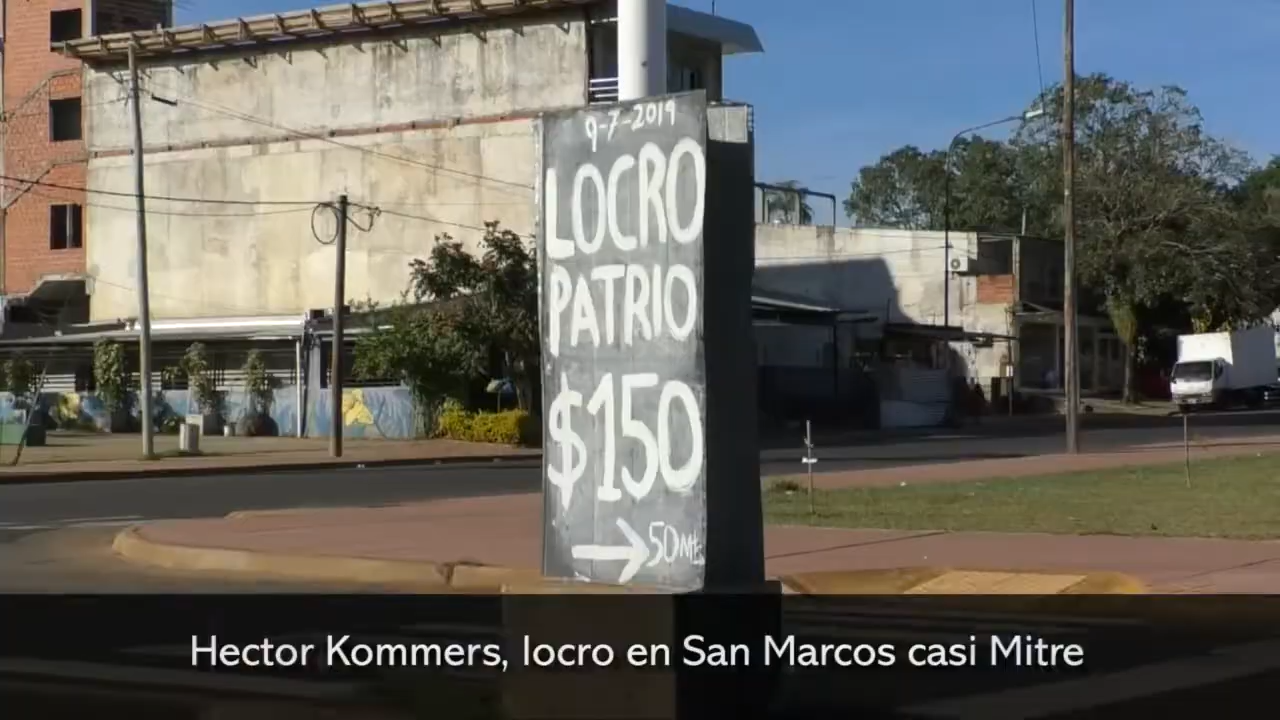 9-7-2019
LOCRO
PATRIO
$150
→ 50 Mts
Hector Kommers, locro en San Marcos casi Mitre